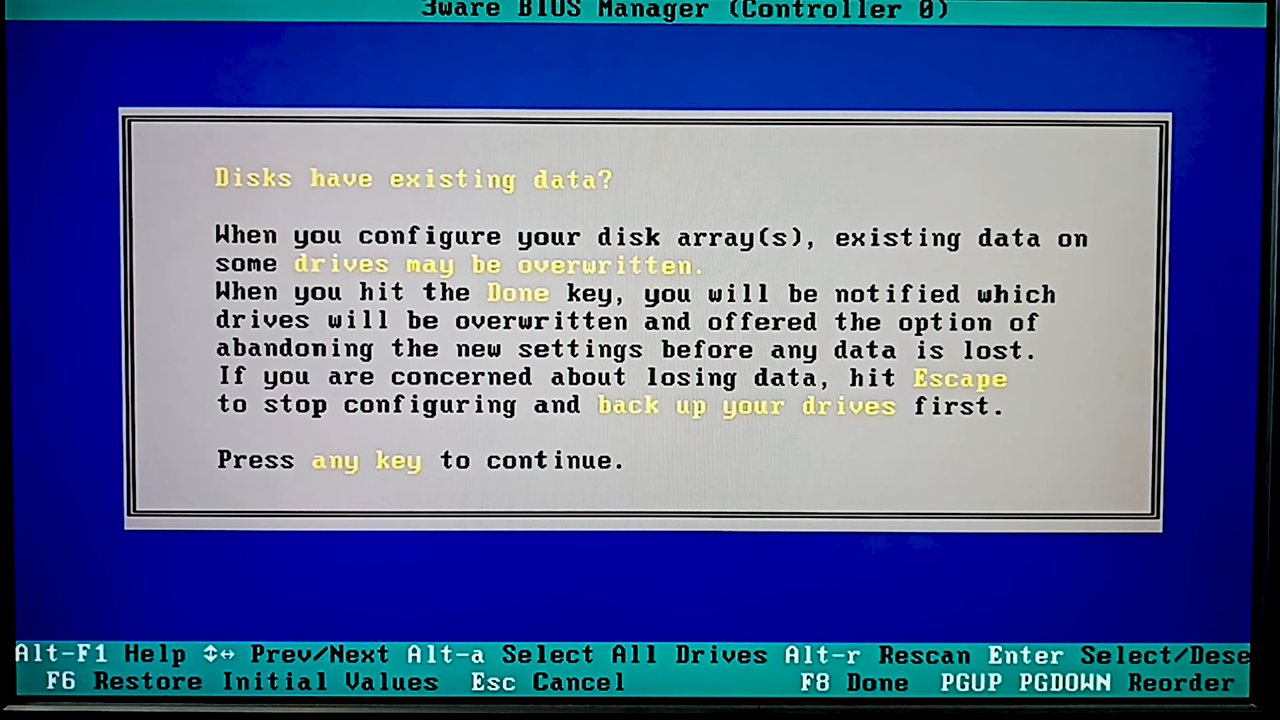 3ware BIOS Manager (Controller 0)
Disks have existing data?
When you configure your disk array(s), existing data on
some drives may be overwritten.
When you hit the Done key, you will be notified which
drives will be overwritten and offered the option of
abandoning the new settings before any data is lost.
If you are concerned about losing data, hit Escape
to stop configuring and back up your drives first.
Press any key to continue.
Alt-F1 Help ↕↔ Prev/Next Alt-a Select All Drives Alt-r Rescan Enter Select/Dese
F6 Restore Initial Values Esc Cancel F8 Done PGUP PGDOWN Reorder